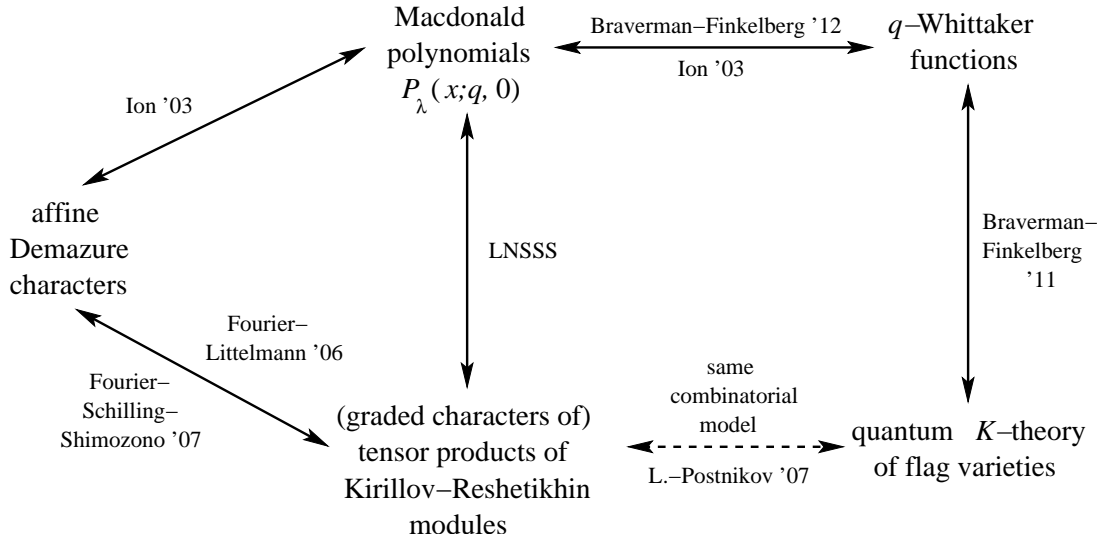 Macdonald
polynomials
P_λ(x;q, 0)
Braverman–Finkelberg '12
Ion '03
q–Whittaker
functions
Ion '03
affine
Demazure
characters
LNSSS
Braverman–
Finkelberg
'11
Fourier–
Littelmann '06
Fourier–
Schilling–
Shimozono '07
(graded characters of)
tensor products of
Kirillov–Reshetikhin
modules
same
combinatorial
model
L.–Postnikov '07
quantum K–theory
of flag varieties